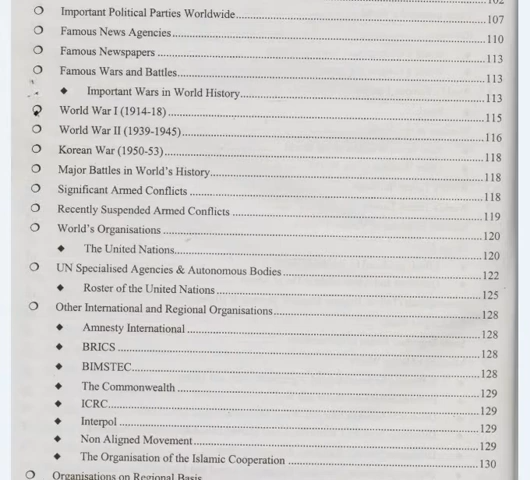 102
Important Political Parties Worldwide 107
Famous News Agencies 110
Famous Newspapers 113
Famous Wars and Battles 113
Important Wars in World History 113
World War I (1914-18) 115
World War II (1939-1945) 116
Korean War (1950-53) 118
Major Battles in World's History 118
Significant Armed Conflicts 118
Recently Suspended Armed Conflicts 119
World's Organisations 120
The United Nations 120
UN Specialised Agencies & Autonomous Bodies 122
Roster of the United Nations 125
Other International and Regional Organisations 128
Amnesty International 128
BRICS 128
BIMSTEC 128
The Commonwealth 129
ICRC 129
Interpol 129
Non Aligned Movement 129
The Organisation of the Islamic Cooperation 130
Organisations on Regional Basis